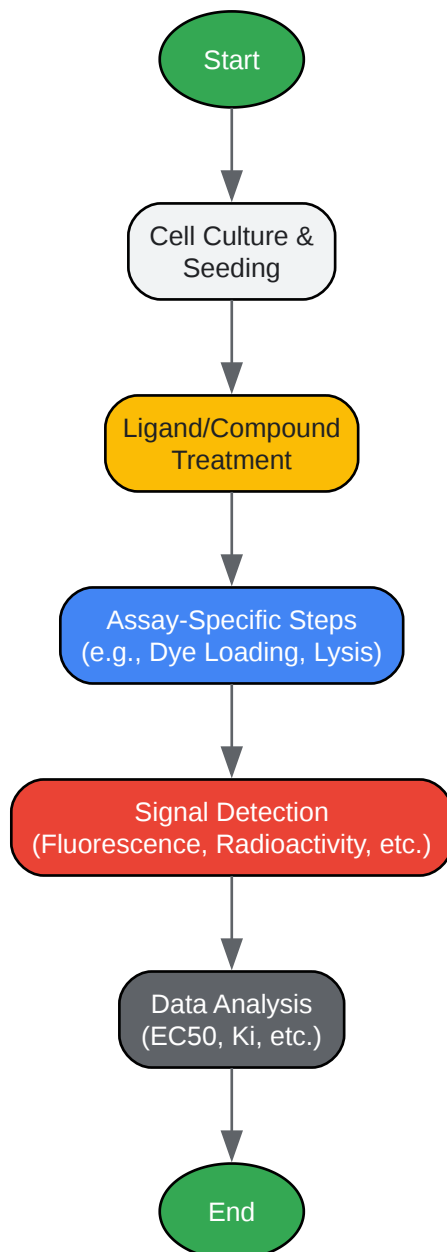 Start
Cell Culture &
Seeding
Ligand/Compound
Treatment
Assay-Specific Steps
(e.g., Dye Loading, Lysis)
Signal Detection
(Fluorescence, Radioactivity, etc.)
Data Analysis
(EC50, Ki, etc.)
End